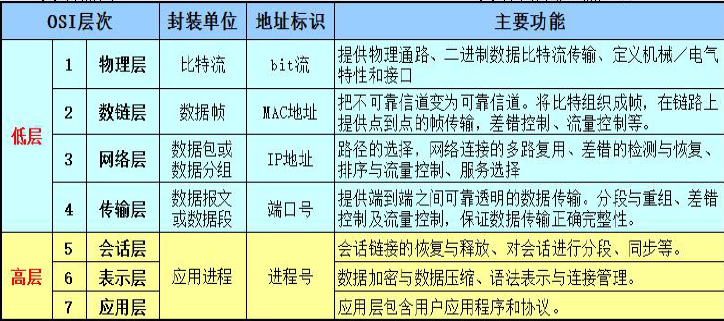 OSI层次 封装单位 地址标识 主要功能
低层
1 物理层 比特流 bit流 提供物理通路、二进制数据比特流传输、定义机械／电气
特性和接口
2 数链层 数据帧 MAC地址 把不可靠信道变为可靠信道。将比特组织成帧，在链路上
提供点到点的帧传输，差错控制、流量控制等。
3 网络层 数据包或
数据分组 IP地址 路径的选择，网络连接的多路复用、差错的检测与恢复、
排序与流量控制、服务选择
4 传输层 数据报文
或数据段 端口号 提供端到端之间可靠透明的数据传输。分段与重组、差错
控制及流量控制，保证数据传输正确完整性。
高层
5 会话层 会话链接的恢复与释放、对会话进行分段、同步等。
6 表示层 应用进程 进程号 数据加密与数据压缩、语法表示与连接管理。
7 应用层 应用层包含用户应用程序和协议。